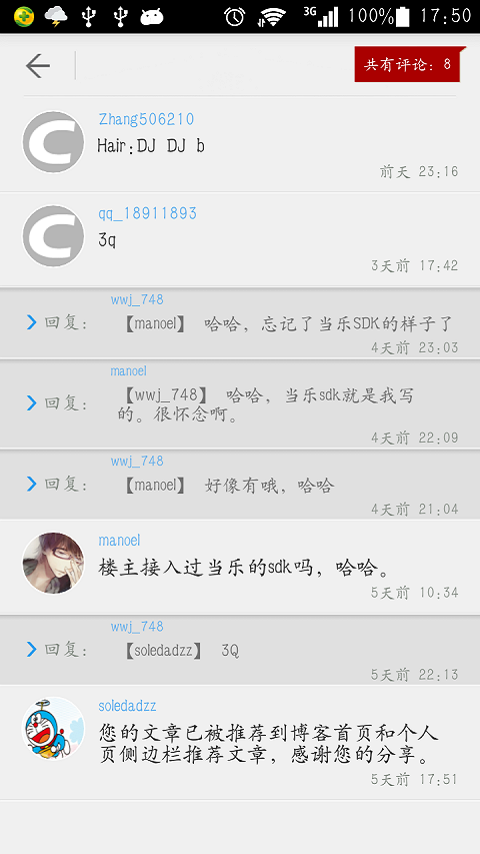 3G 100% 17:50
共有评论: 8
Zhang506210
Hair:DJ DJ b
前天 23:16
qq_18911893
3q
3天前 17:42
wwj_748
回复: 【manoel】 哈哈，忘记了当乐SDK的样子了
4天前 23:03
manoel
回复: 【wwj_748】 哈哈，当乐sdk就是我写
的。很怀念啊。
4天前 22:09
wwj_748
回复: 【manoel】 好像有哦，哈哈
4天前 21:04
manoel
楼主接入过当乐的sdk吗，哈哈。
5天前 10:34
wwj_748
回复: 【soledadzz】 3Q
5天前 22:13
soledadzz
您的文章已被推荐到博客首页和个人
页侧边栏推荐文章，感谢您的分享。
5天前 17:51